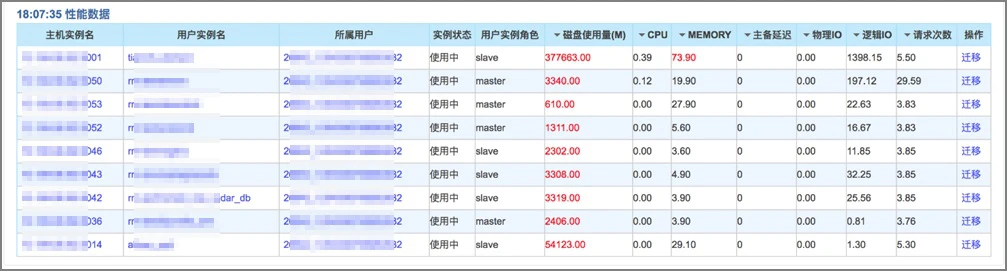 18:07:35 性能数据
主机实例名 用户实例名 所属用户 实例状态 用户实例角色 磁盘使用量(M) CPU MEMORY 主备延迟 物理IO 逻辑IO 请求次数 操作
001 82 使用中 slave 377663.00 0.39 73.90 0 0.00 1398.15 5.50 迁移
050 82 使用中 master 3340.00 0.12 19.90 0 0.00 197.12 29.59 迁移
053 82 使用中 master 610.00 0.00 27.90 0 0.00 22.63 3.83 迁移
052 82 使用中 master 1311.00 0.00 5.60 0 0.00 16.67 3.83 迁移
046 82 使用中 slave 2302.00 0.00 3.60 0 0.00 11.85 3.85 迁移
043 82 使用中 slave 3308.00 0.00 4.90 0 0.00 32.25 3.85 迁移
042 dar_db 82 使用中 slave 3319.00 0.00 3.90 0 0.00 25.56 3.85 迁移
036 82 使用中 master 2406.00 0.00 3.90 0 0.00 0.81 3.76 迁移
014 82 使用中 slave 54123.00 0.00 29.10 0 0.00 1.30 5.30 迁移